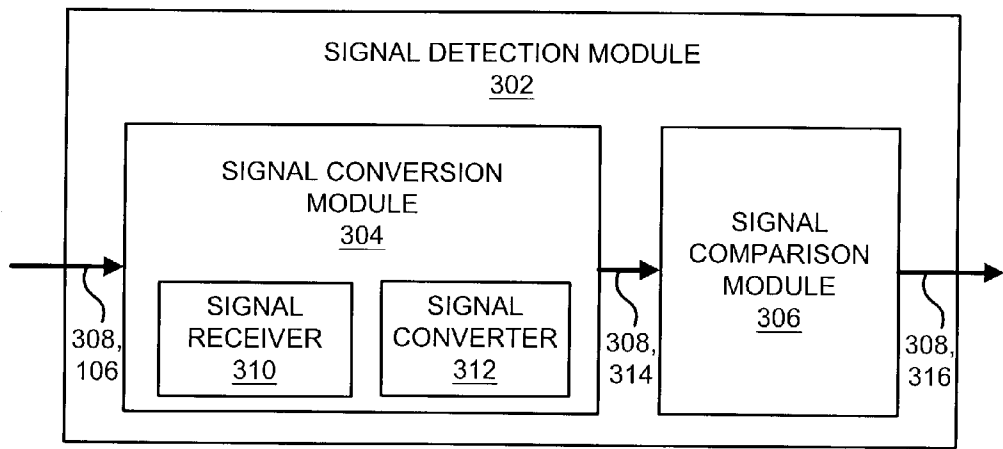 SIGNAL DETECTION MODULE
302
SIGNAL CONVERSION
MODULE
304
SIGNAL
RECEIVER
310
SIGNAL
CONVERTER
312
SIGNAL
COMPARISON
MODULE
306
308,
106
308,
314
308,
316